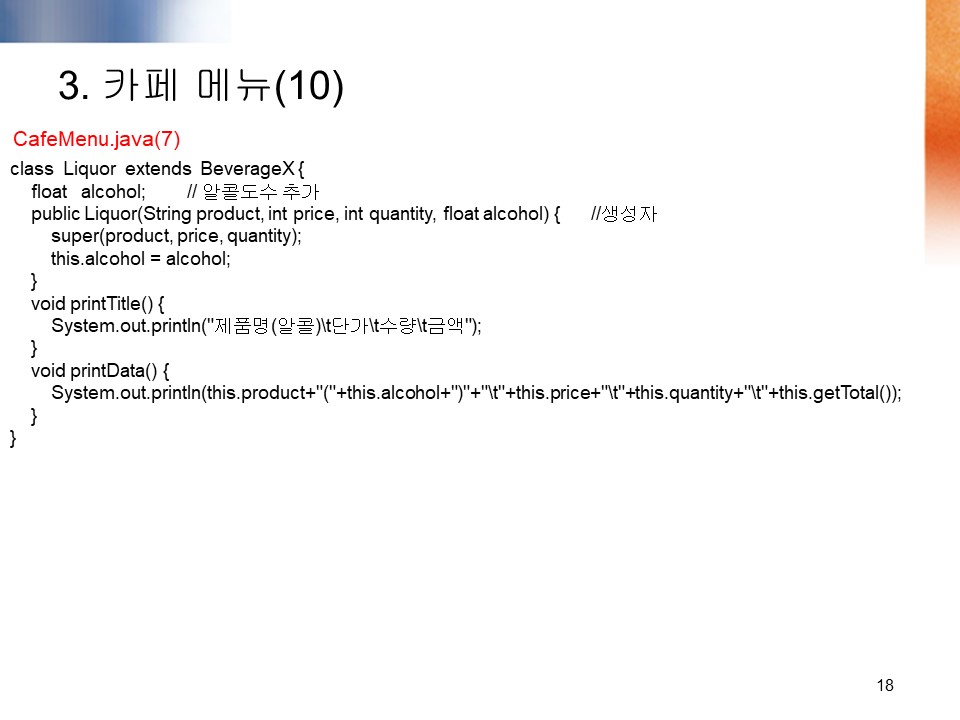 3. 카페 메뉴(10)
CafeMenu.java(7)
class Liquor extends BeverageX {
float alcohol; // 알콜도수 추가
public Liquor(String product, int price, int quantity, float alcohol) { //생성자
super(product, price, quantity);
this.alcohol = alcohol;
}
void printTitle() {
System.out.println("제품명(알콜)\t단가\t수량\t금액");
}
void printData() {
System.out.println(this.product+"("+this.alcohol+")"+"\t"+this.price+"\t"+this.quantity+"\t"+this.getTotal());
}
}
18